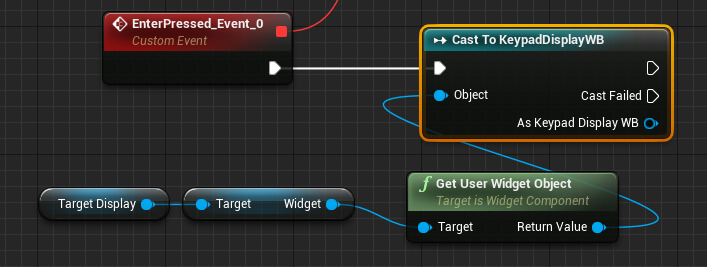 EnterPressed_Event_0
Custom Event
Cast To KeypadDisplayWB
Object
Cast Failed
As Keypad Display WB
Target Display
Target
Widget
f Get User Widget Object
Target is Widget Component
Target
Return Value